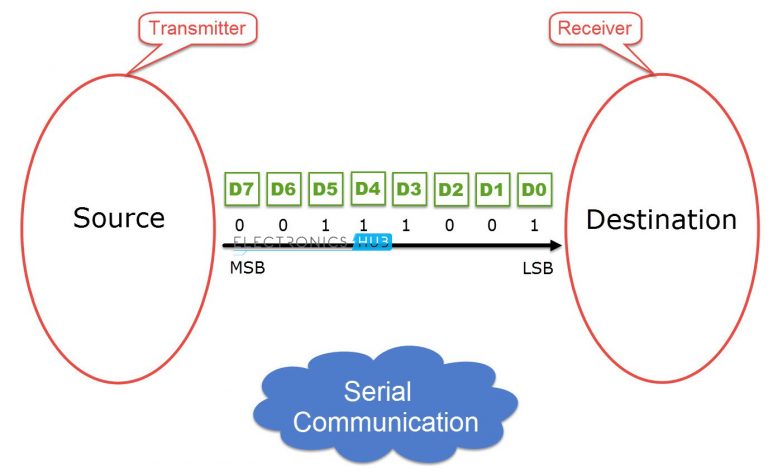 Transmitter
Receiver
D7 D6 D5 D4 D3 D2 D1 D0
Source
0 0 1 1 1 0 0 1
Destination
ELECTRONICS HUB
MSB
LSB
Serial
Communication